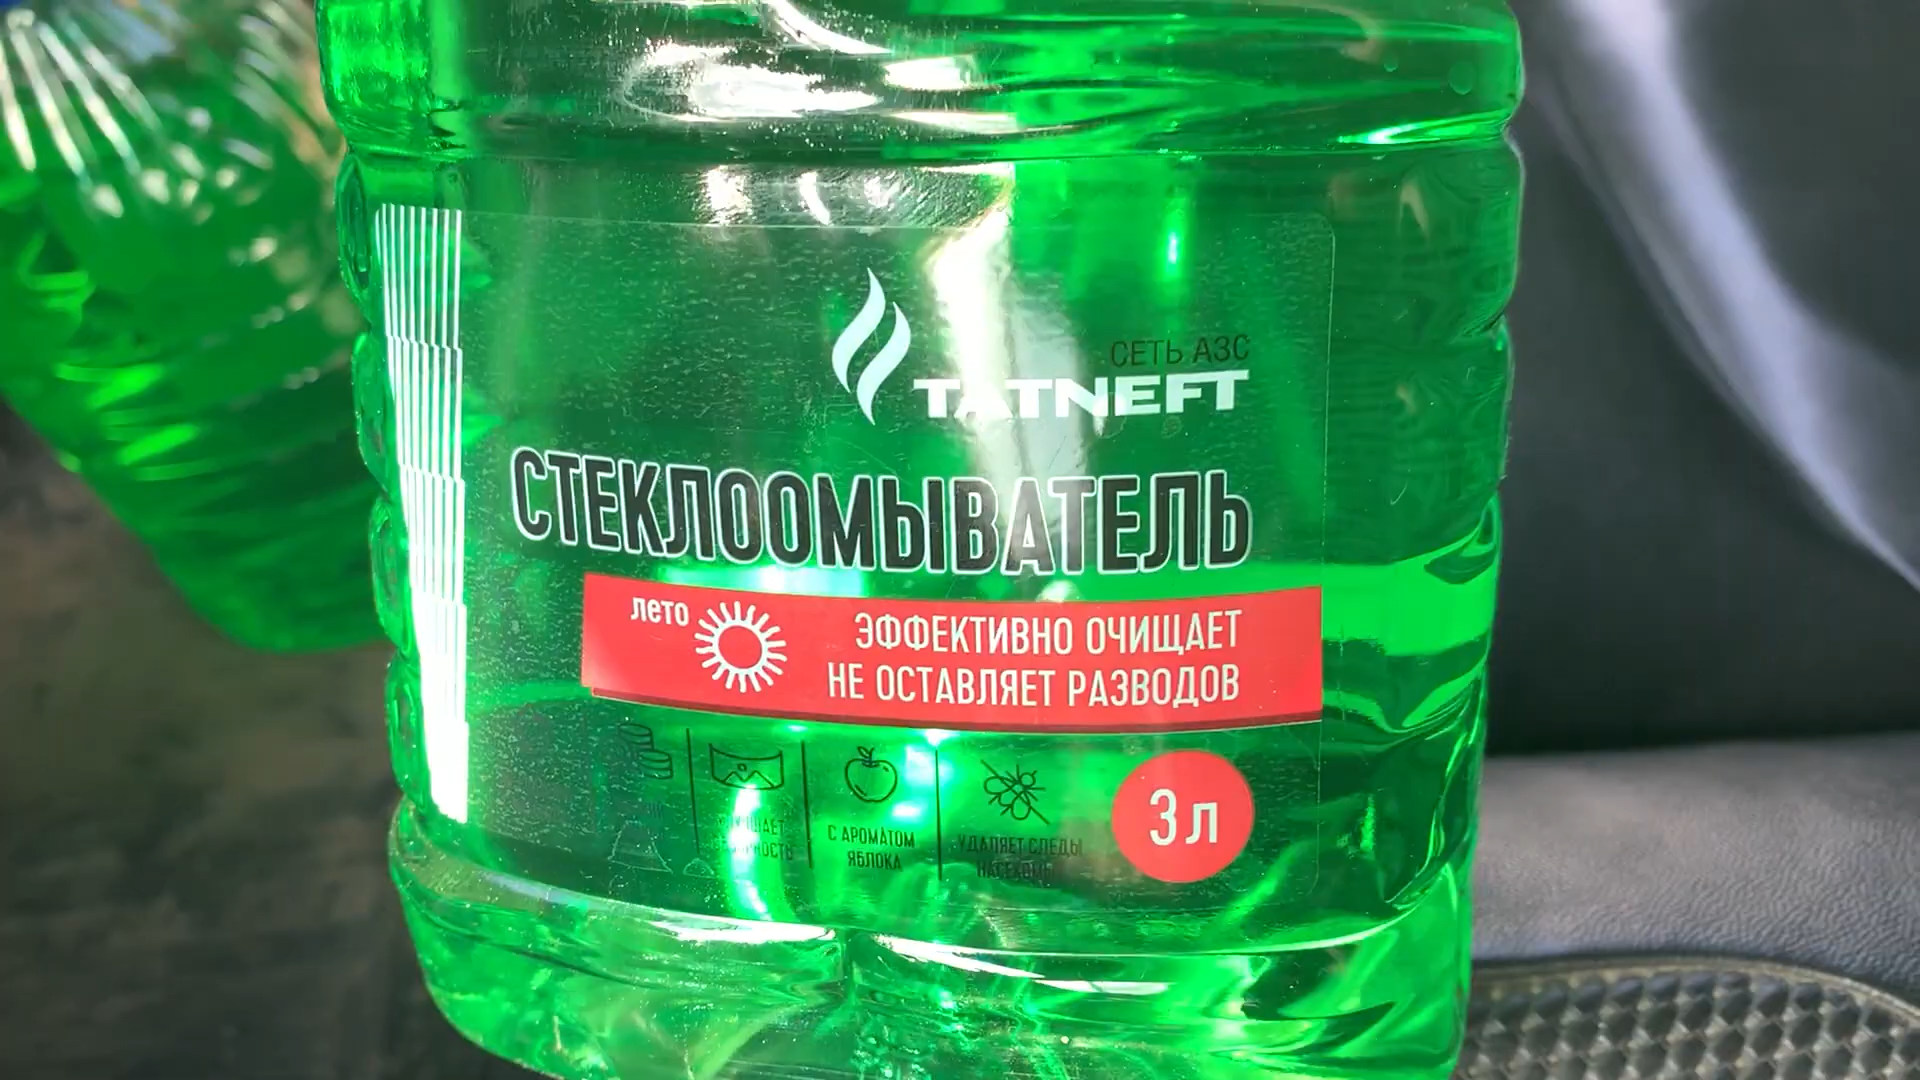 СЕТЬ АЗС
TATNEFT
СТЕКЛООМЫВАТЕЛЬ
лето
ЭФФЕКТИВНО ОЧИЩАЕТ
НЕ ОСТАВЛЯЕТ РАЗВОДОВ
С АРОМАТОМ
ЯБЛОКА
УДАЛЯЕТ СЛЕДЫ
3 л